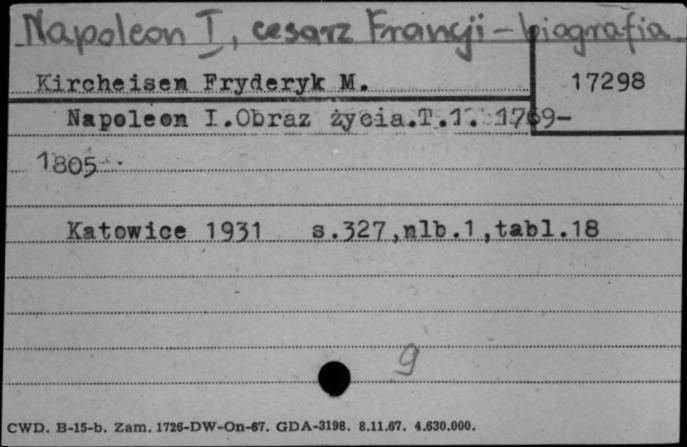 Napoleon I, cesarz Francji - biografia
Kircheisen Fryderyk M.
17298
Napoleon I.Obraz życia.T.1. 1769-
1805
Katowice 1931 s.327,nlb.1,tabl.18
9
CWD. B-15-b. Zam. 1726-DW-On-67. GDA-3198. 8.11.67. 4.630.000.